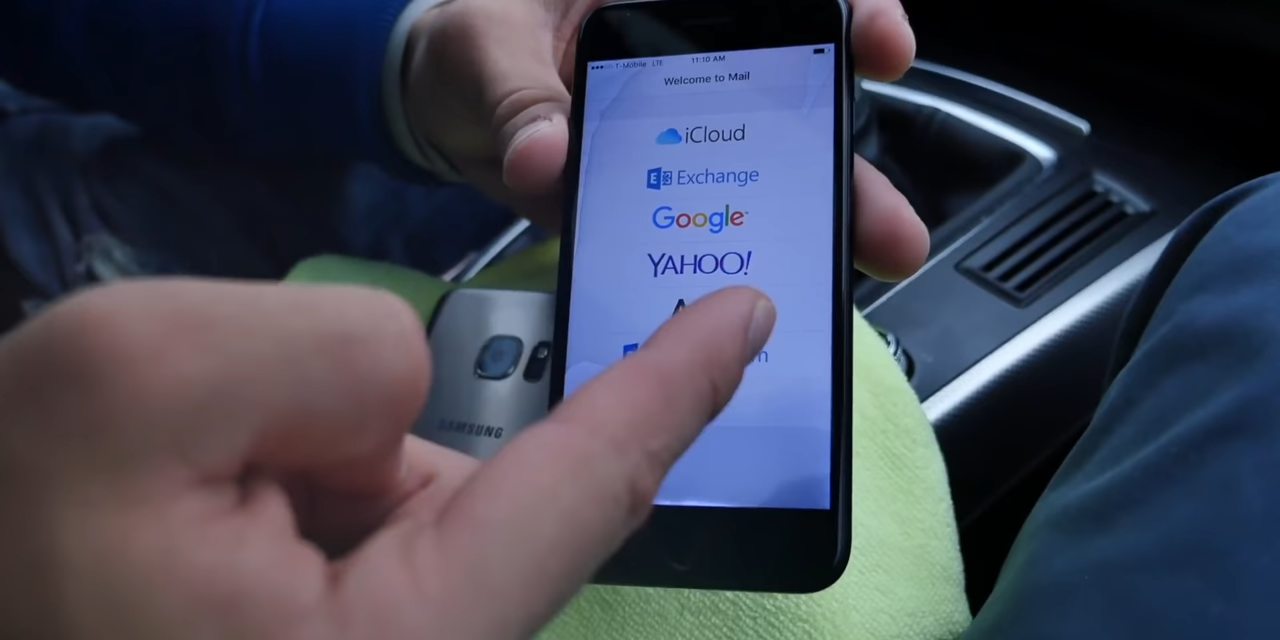 T-Mobile LTE 11:10 AM
Welcome to Mail
iCloud
E Exchange
Google
YAHOO!
SAMSUNG